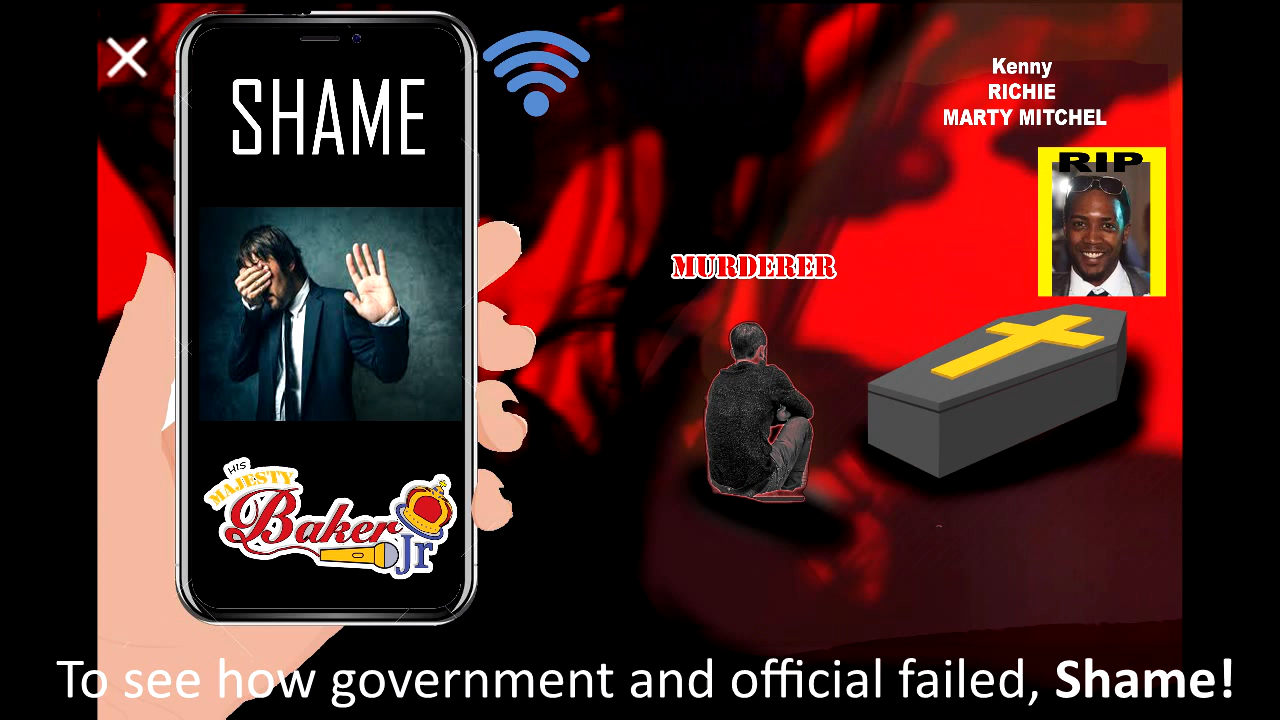 SHAME
HIS
MAJESTY
Baker
Jr
Kenny
RICHIE
MARTY MITCHEL
RIP
MURDERER
To see how government and official failed, Shame!